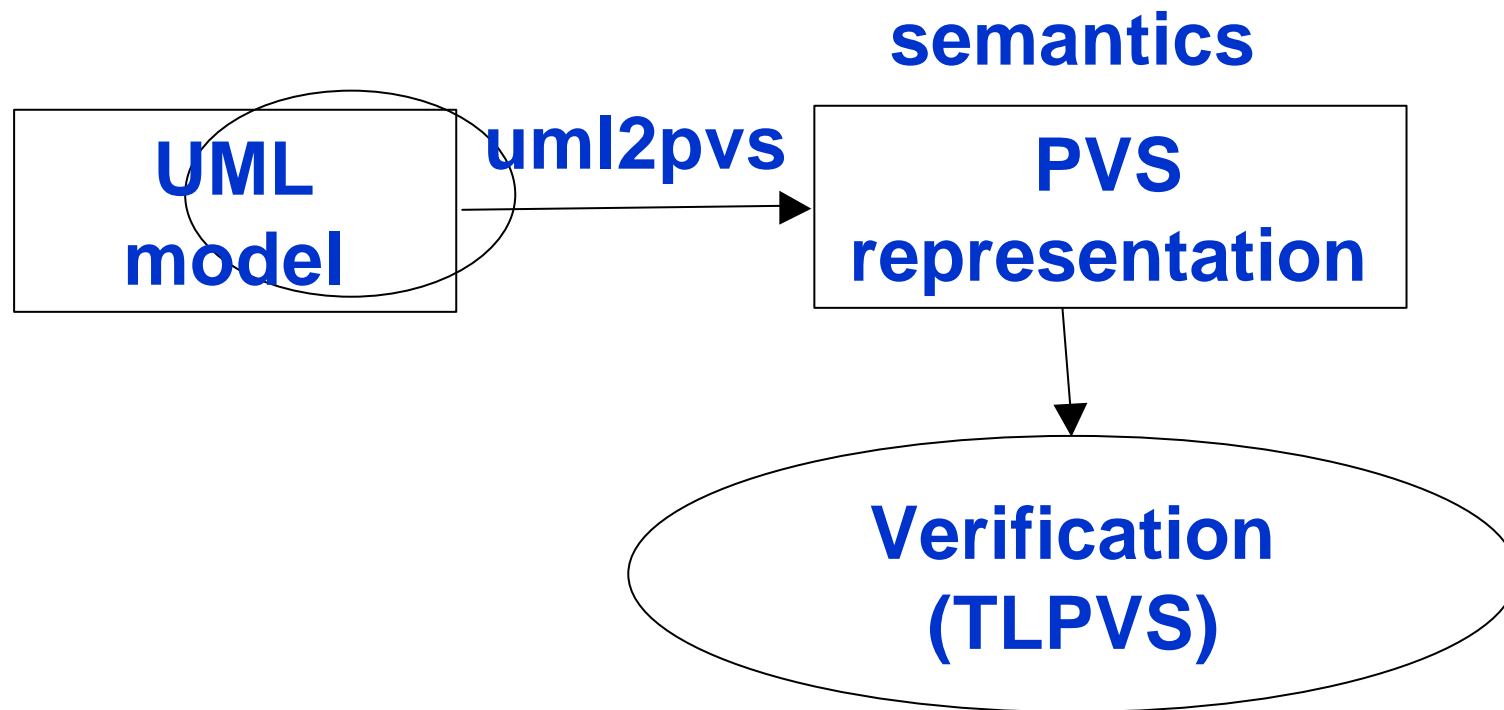 semantics
UML
model
uml2pvs
PVS
representation
Verification
(TLPVS)